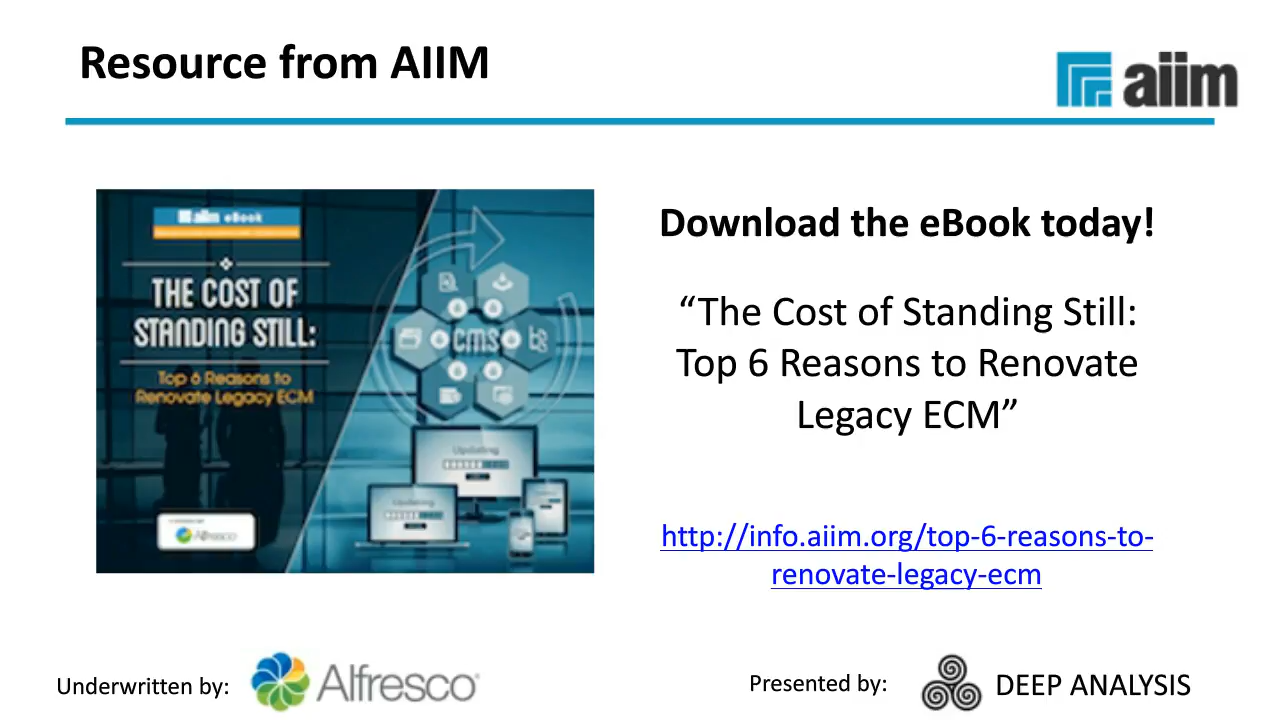 Resource from AIIM
aiim
aiim eBook
THE COST OF
STANDING STILL:
Top 6 Reasons to
Renovate Legacy ECM
CMS
Updating
Updating
Alfresco
Download the eBook today!
“The Cost of Standing Still:
Top 6 Reasons to Renovate
Legacy ECM”
http://info.aiim.org/top-6-reasons-to-
renovate-legacy-ecm
Underwritten by:
Alfresco
Presented by:
DEEP ANALYSIS